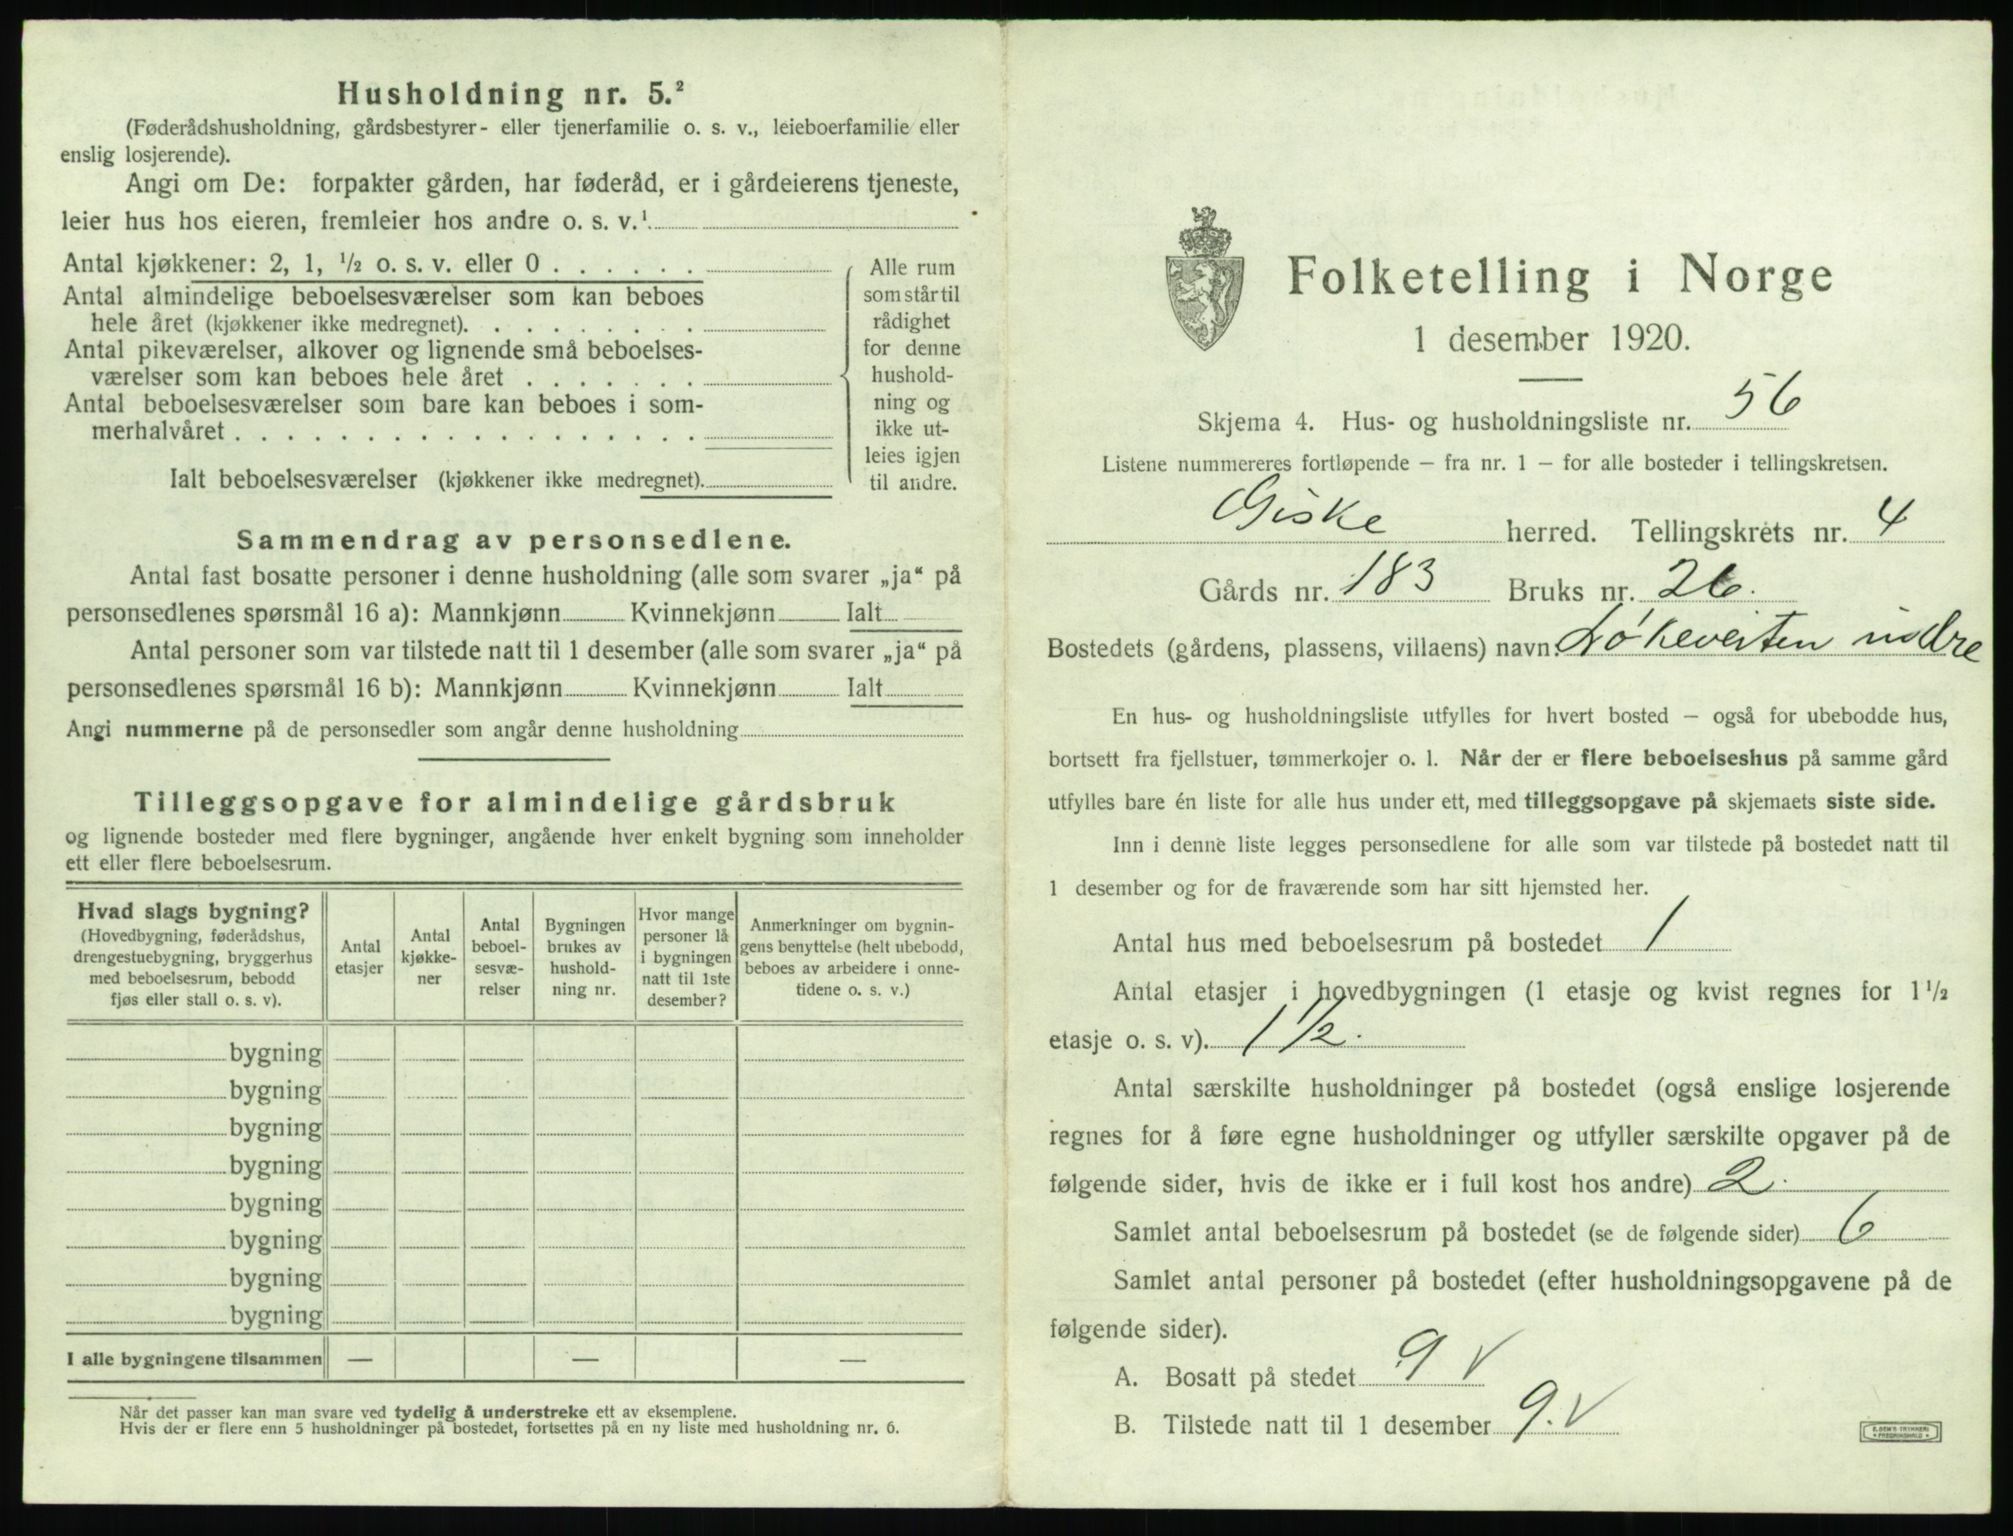 Husholdning nr. 5.²
(Føderådshusholdning, gårdsbestyrer- eller tjenerfamilie o. s. v., leieboerfamilie eller
enslig losjerende).
Angi om De: forpakter gården, har føderåd, er i gårdeierens tjeneste,
leier hus hos eieren, fremleier hos andre o. s. v.¹
Antal kjøkkener: 2, 1, ½ o. s. v. eller 0 . . . . . .
Antal almindelige beboelsesværelser som kan beboes
hele året (kjøkkener ikke medregnet). . . . . . . . .
Antal pikeværelser, alkover og lignende små beboelses-
værelser som kan beboes hele året . . . . . . .
Antal beboelsesværelser som bare kan beboes i som-
merhalvåret . . . . . . . . . . . . . . . . . .
Ialt beboelsesværelser (kjøkkener ikke medregnet).
Alle rum
som står til
rådighet
for denne
hushold-
ning og
ikke ut-
leies igjen
til andre.
Sammendrag av personsedlene.
Antal fast bosatte personer i denne husholdning (alle som svarer „ja“ på
personsedlenes spørsmål 16 a): Mannkjønn Kvinnekjønn Ialt
Antal personer som var tilstede natt til 1 desember (alle som svarer „ja“ på
personsedlenes spørsmål 16 b): Mannkjønn Kvinnekjønn Ialt
Angi nummerne på de personsedler som angår denne husholdning
Tilleggsopgave for almindelige gårdsbruk
og lignende bosteder med flere bygninger, angående hver enkelt bygning som inneholder
ett eller flere beboelsesrum.
Hvad slags bygning?
(Hovedbygning, føderådshus,
drengestuebygning, bryggerhus
med beboelsesrum, bebodd
fjøs eller stall o. s. v).
Antal
etasjer
Antal
kjøkke-
ner
Antal
beboel-
sesvæ-
relser
Bygningen
brukes av
hushold-
ning nr.
Hvor mange
personer lå
i bygningen
natt til 1ste
desember?
Anmerkninger om bygnin-
gens benyttelse (helt ubebodd,
beboes av arbeidere i onne-
tidene o. s. v.)
bygning
bygning
bygning
bygning
bygning
bygning
bygning
bygning
I alle bygningene tilsammen — — —
Når det passer kan man svare ved tydelig å understreke ett av eksemplene.
Hvis der er flere enn 5 husholdninger på bostedet, fortsettes på en ny liste med husholdning nr. 6.
Folketelling i Norge
1 desember 1920.
Skjema 4. Hus- og husholdningsliste nr. 56
Listene nummereres fortløpende – fra nr. 1 – for alle bosteder i tellingskretsen.
Giske herred. Tellingskrets nr. 4
Gårds nr. 183 Bruks nr. 26.
Bostedets (gårdens, plassens, villaens) navn. Løkeveiten indre
En hus- og husholdningsliste utfylles for hvert bosted – også for ubebodde hus,
bortsett fra fjellstuer, tømmerkojer o. l. Når der er flere beboelseshus på samme gård
utfylles bare én liste for alle hus under ett, med tilleggsopgave på skjemaets siste side.
Inn i denne liste legges personsedlene for alle som var tilstede på bostedet natt til
1 desember og for de fraværende som har sitt hjemsted her.
Antal hus med beboelsesrum på bostedet 1
Antal etasjer i hovedbygningen (1 etasje og kvist regnes for 1½
etasje o. s. v). 1 1/2.
Antal særskilte husholdninger på bostedet (også enslige losjerende
regnes for å føre egne husholdninger og utfyller særskilte opgaver på de
følgende sider, hvis de ikke er i full kost hos andre) 2.
Samlet antal beboelsesrum på bostedet (se de følgende sider) 6
Samlet antal personer på bostedet (efter husholdningsopgavene på de
følgende sider).
A. Bosatt på stedet 9 v
B. Tilstede natt til 1 desember 9. v
E. SEM'S TRYKKERI
• FREDRIKSHALD •